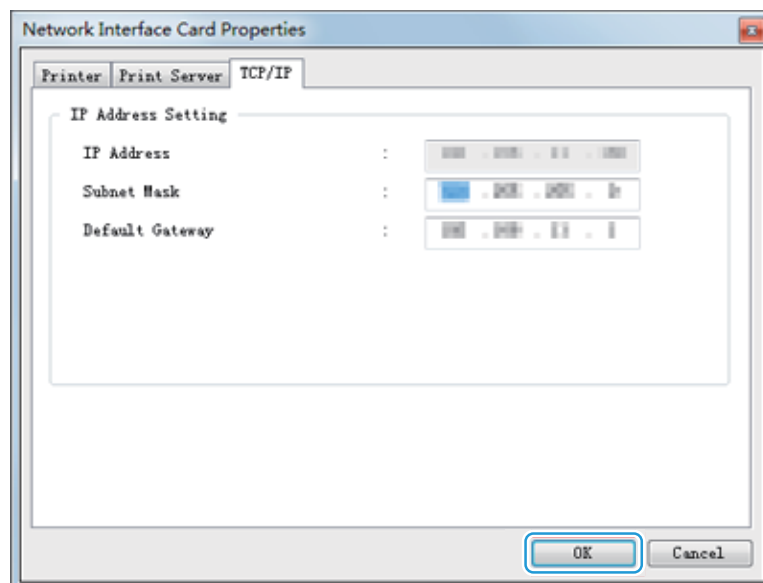 Network Interface Card Properties
Printer Print Server TCP/IP
IP Address Setting
IP Address :
Subnet Mask :
Default Gateway :
OK Cancel